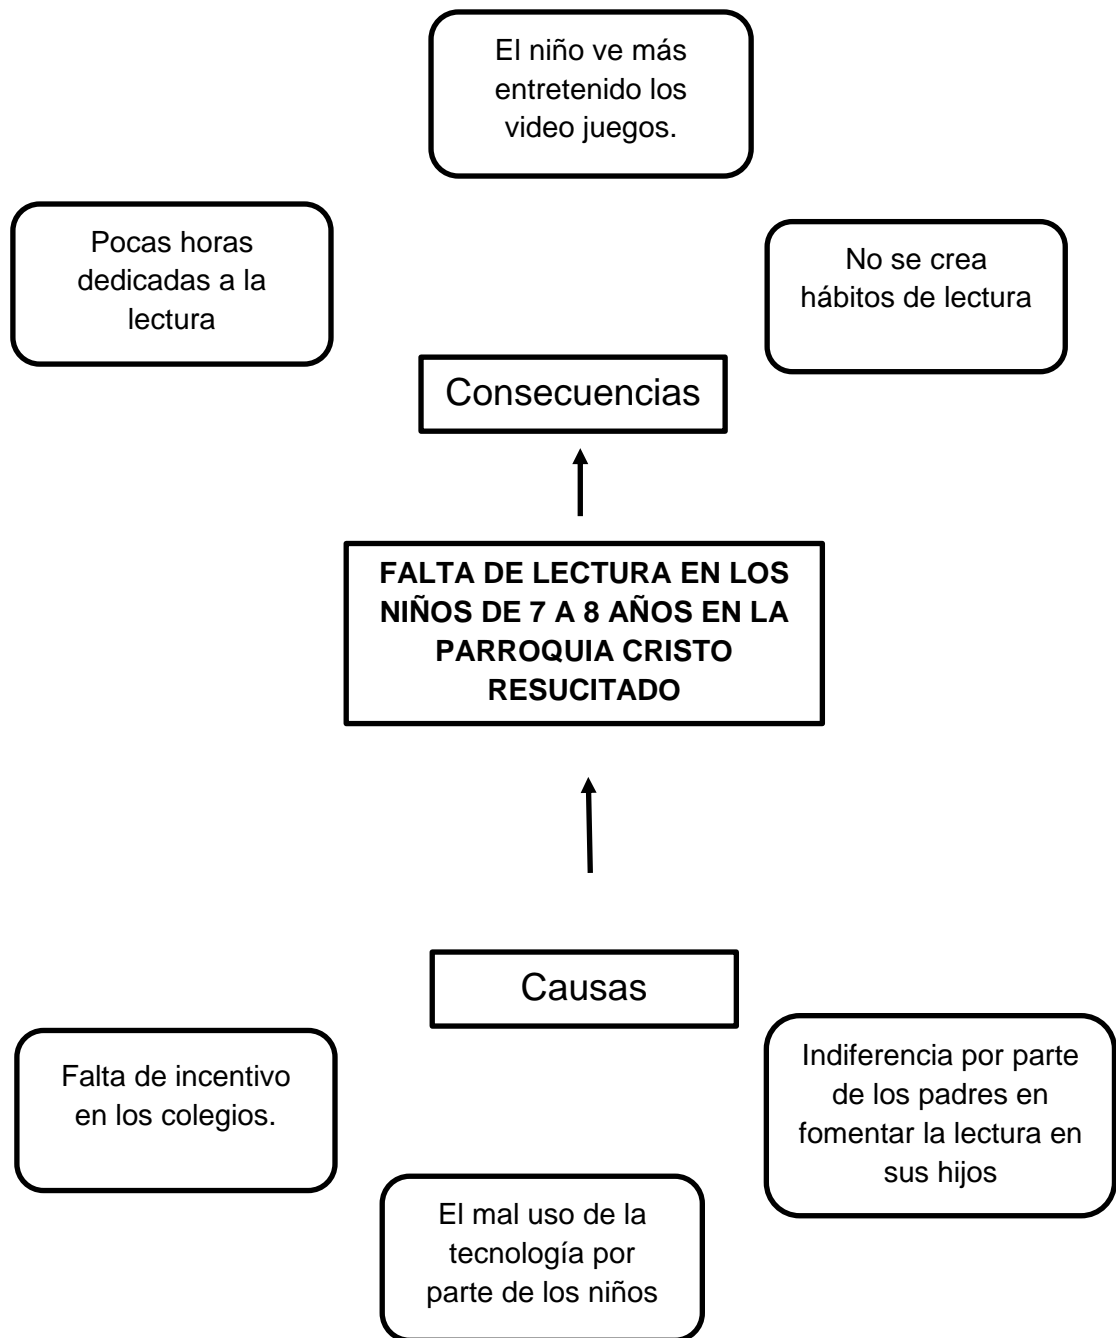 El niño ve más
entretenido los
video juegos.
Pocas horas
dedicadas a la
lectura
No se crea
hábitos de lectura
Consecuencias
FALTA DE LECTURA EN LOS
NIÑOS DE 7 A 8 AÑOS EN LA
PARROQUIA CRISTO
RESUCITADO
Causas
Falta de incentivo
en los colegios.
Indiferencia por parte
de los padres en
fomentar la lectura en
sus hijos
El mal uso de la
tecnología por
parte de los niños